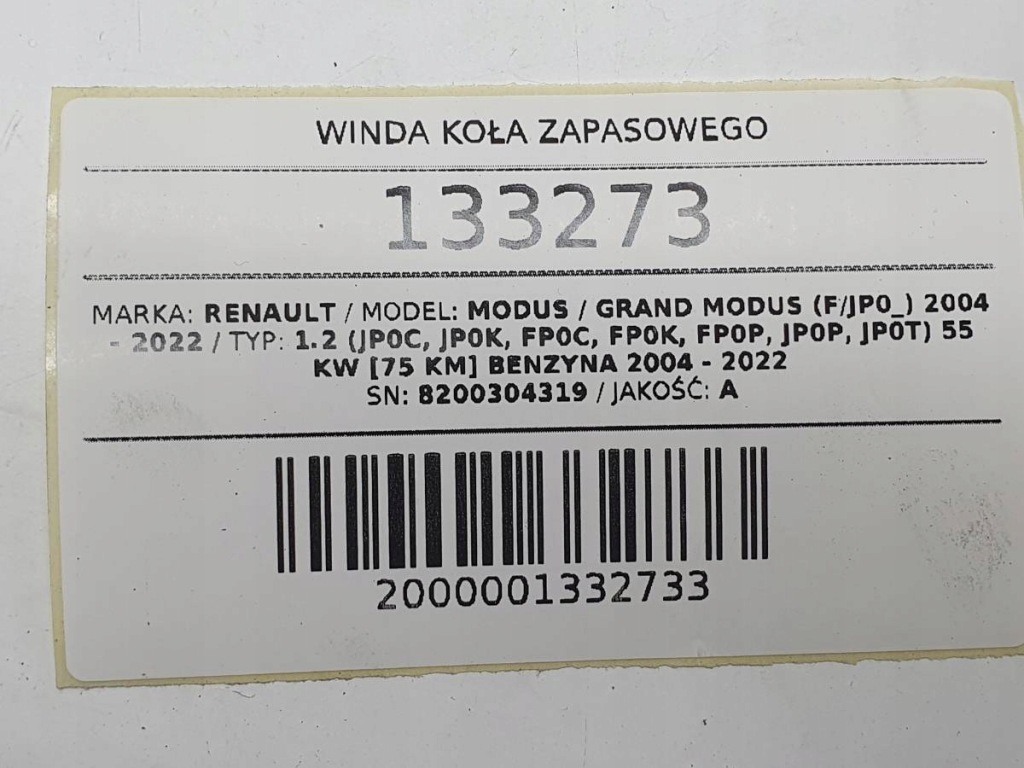 WINDA KOŁA ZAPASOWEGO
133273
MARKA: RENAULT / MODEL: MODUS / GRAND MODUS (F/JP0_) 2004
- 2022 / TYP: 1.2 (JP0C, JP0K, FP0C, FP0K, FP0P, JP0P, JP0T) 55
KW [75 KM] BENZYNA 2004 - 2022
SN: 8200304319 / JAKOŚĆ: A
2000001332733